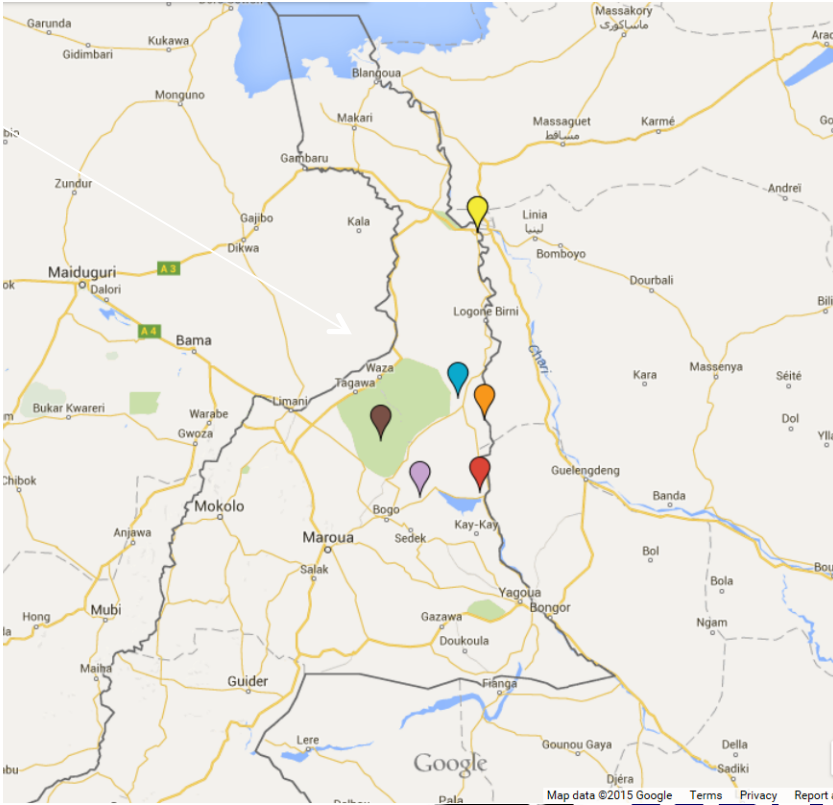 Garunda
Gidimbari
Kukawa
Monguno
Blangoua
Makari
Gambaru
Massakory
ماساكوري
Massaguet
مساقط
Karmé
Andreï
Zundur
Gajibo
Dikwa
Kala
Linia
لينيا
Bomboyo
Dourbali
Maiduguri
Dalori
A 3
A 4
Bama
Logone Birni
Chari
Waza
Tagawa
Limani
Kara
Massenya
Séité
Dol
Bukar Kwareri
Warabe
Gwoza
Guelengdeng
Banda
Mokolo
Bogo
Sedek
Kay-Kay
Maroua
Salak
Anjawa
Bol
Bola
Ngam
Yagoua
Bongor
Gazawa
Doukoula
Hong
Mubi
Maiha
Guider
Fianga
Lere
Gounou Gaya
Della
Sadiki
Djéra
Pala
Google
Map data ©2015 Google Terms Privacy Report a